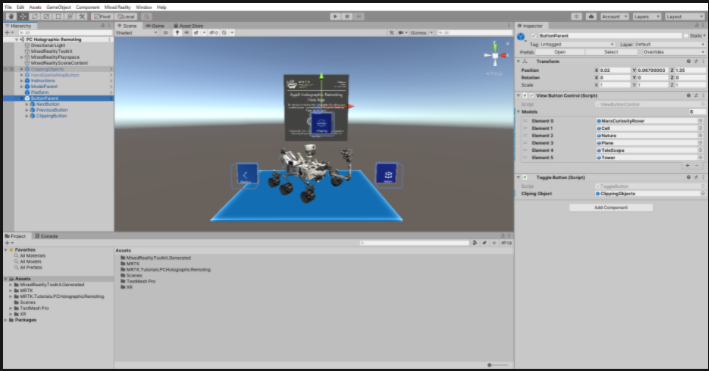 File Edit Assets GameObject Component Mixed Reality Window Help
Pivot Local
Account Layers Layout
Hierarchy
PC Holographic Remoting
Directional Light
MixedRealityToolkit
MixedRealityPlayspace
MixedRealitySceneContent
ClippingObjects
Instructions
ModelParent
Platform
ButtonParent
NextButton
PreviousButton
ClippingButton
Scene Game Asset Store
Shaded
Gizmos
Inspector
ButtonParent
Static
Tag Untagged Layer Default
Prefab Open Select Overrides
Transform
Position X 0.03 Y 0.06700003 Z 1.25
Rotation X 0 Y 0 Z 0
Scale X 1 Y 1 Z 1
View Button Control (Script)
Script ViewButtonControl
Models 6
Element 0 MarsCuriosityRover
Element 1 Cell
Element 2 Nature
Element 3 Plane
Element 4 TeleScope
Element 5 Tower
Toggle Button (Script)
Script ToggleButton
Cliping Object ClippingObjects
Add Component
Project Console
Favorites
All Materials
All Models
All Prefabs
Assets
MixedRealityToolkit.Generated
MRTK
MRTK.Tutorials.PCHolographicRemoting
Scenes
TextMesh Pro
XR
Packages
Assets
MixedRealityToolkit.Generated
MRTK
MRTK.Tutorials.PCHolographicRemoting
Scenes
TextMesh Pro
XR